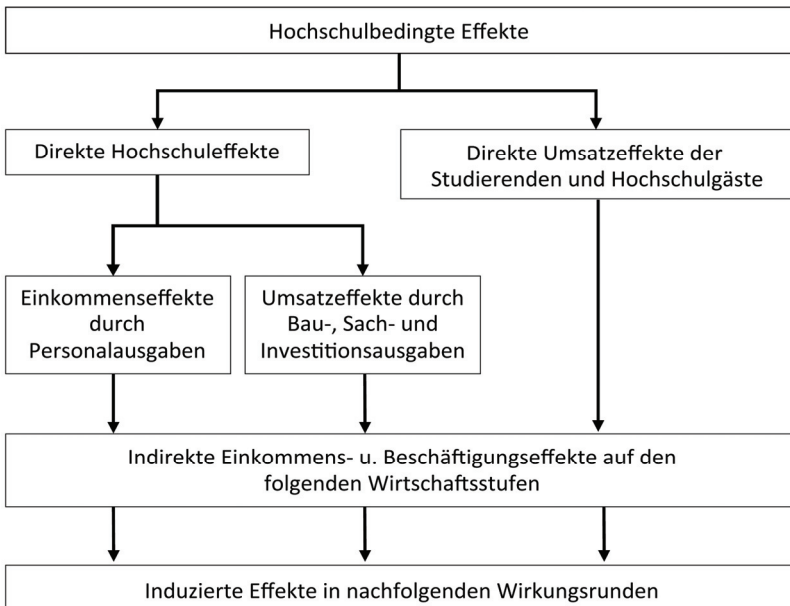 Hochschulbedingte Effekte
Direkte Hochschuleffekte
Direkte Umsatzeffekte der
Studierenden und Hochschulgäste
Einkommenseffekte
durch
Personalausgaben
Umsatzeffekte durch
Bau-, Sach- und
Investitionsausgaben
Indirekte Einkommens- u. Beschäftigungseffekte auf den
folgenden Wirtschaftsstufen
Induzierte Effekte in nachfolgenden Wirkungsrunden